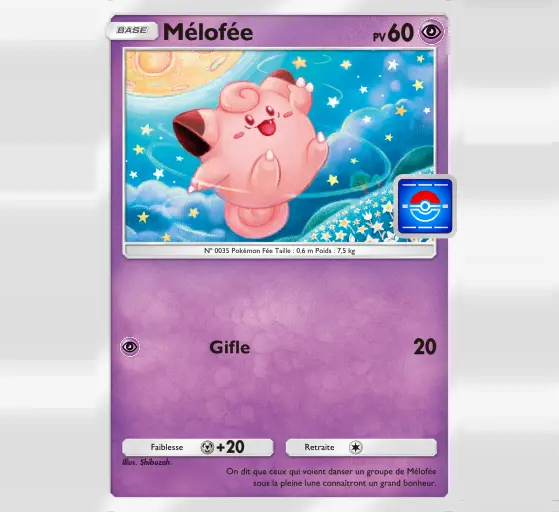 BASE Mélofée PV 60
N° 0035 Pokémon Fée Taille : 0,6 m Poids : 7,5 kg
Gifle 20
Faiblesse +20 Retraite
Illus. Shibuzoh.
On dit que ceux qui voient danser un groupe de Mélofée
sous la pleine lune connaîtront un grand bonheur.